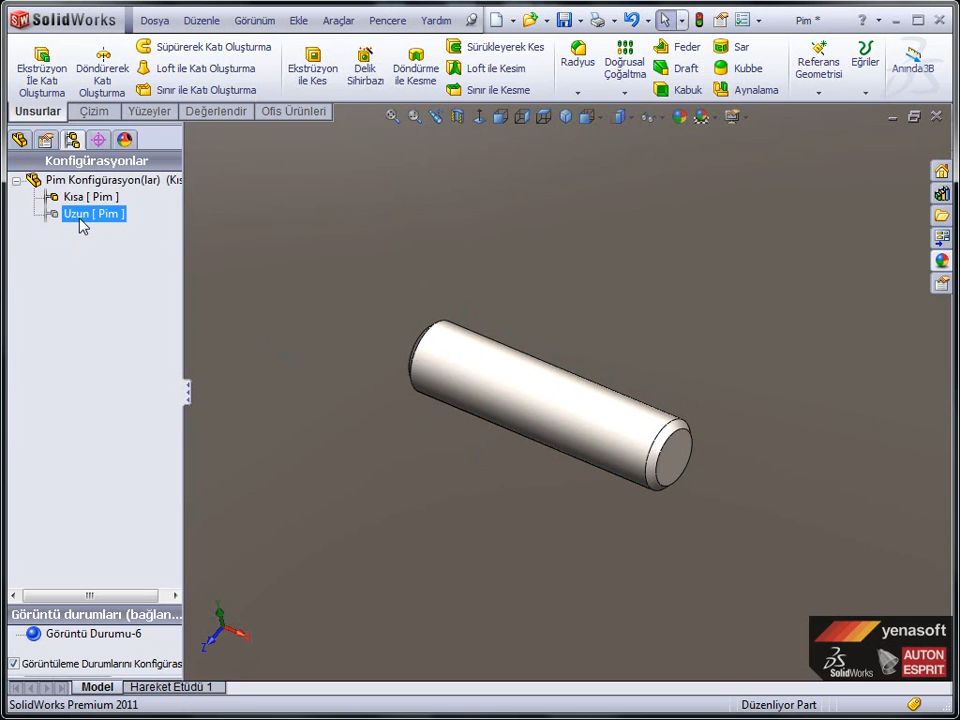 SolidWorks Dosya Düzenle Görünüm Ekle Araçlar Pencere Yardım Pim * ?
Ekstrüzyon İle Katı Oluşturma
Döndürerek Katı Oluşturma
Süpürerek Katı Oluşturma
Loft ile Katı Oluşturma
Sınır ile Katı Oluşturma
Ekstrüzyon ile Kes
Delik Sihirbazı
Döndürme ile Kesme
Sürükleyerek Kes
Loft ile Kesim
Sınır ile Kesme
Radyus
Doğrusal Çoğaltma
Feder
Draft
Kabuk
Sar
Kubbe
Aynalama
Referans Geometrisi
Eğriler
Anında3B
Unsurlar Çizim Yüzeyler Değerlendir Ofis Ürünleri
Konfigürasyonlar
Pim Konfigürasyon(lar) (Kıs
Kısa [ Pim ]
Uzun [ Pim ]
Görüntü durumları (bağlan...
Görüntü Durumu-6
Görüntüleme Durumlarını Konfigüras
Y
X
Z
yenasoft
SolidWorks
AUTON
ESPRIT
Model Hareket Etüdü 1
SolidWorks Premium 2011 Düzenliyor Part